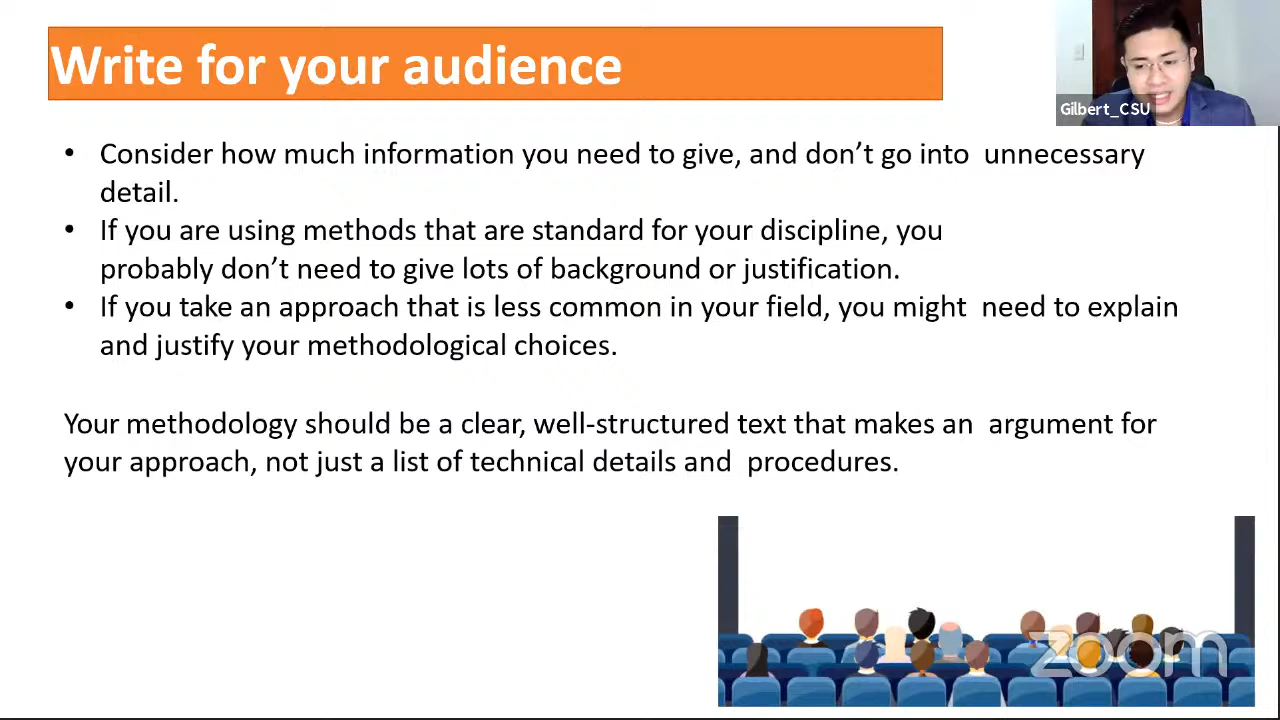 Write for your audience
Gilbert_CSU
• Consider how much information you need to give, and don’t go into unnecessary
detail.
• If you are using methods that are standard for your discipline, you
probably don’t need to give lots of background or justification.
• If you take an approach that is less common in your field, you might need to explain
and justify your methodological choices.
Your methodology should be a clear, well-structured text that makes an argument for
your approach, not just a list of technical details and procedures.
zoom